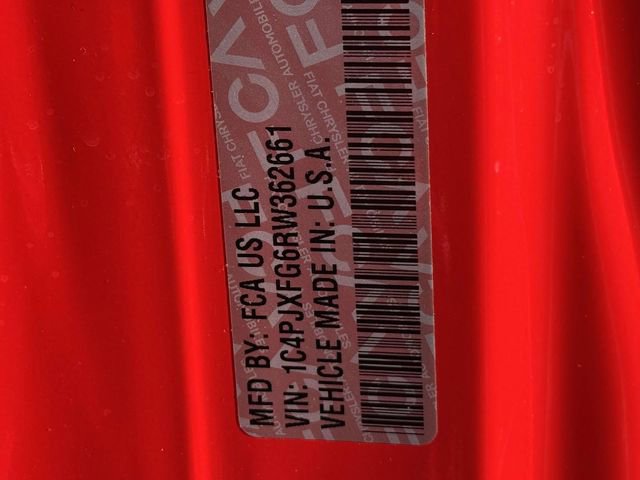 MFD BY: FCA US LLC
VIN: 1C4PJXFG6RW362661
VEHICLE MADE IN: U.S.A.